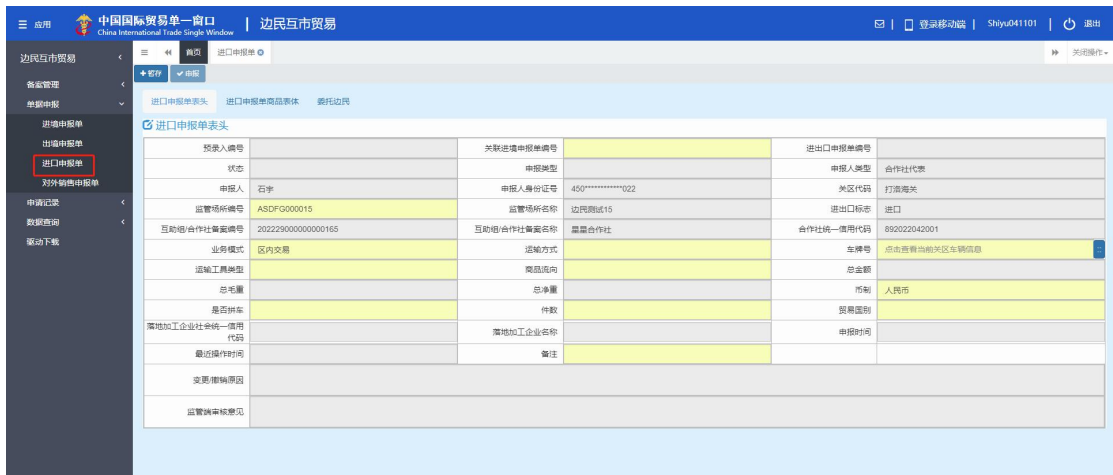 应用 中国国际贸易单一窗口 China International Trade Single Window | 边民互市贸易 登录移动端 | Shiyu041101 | 退出
边民互市贸易 首页 进口申报单 关闭操作
备案管理 +暂存 申报
单据申报 进口申报单表头 进口申报单商品表体 委托边民
进境申报单 进口申报单表头
出境申报单
进口申报单
对外销售申报单
申请记录
数据查询
驱动下载
预录入编号 关联进境申报单编号 进出口申报单编号
状态 申报类型 申报人类型 合作社代表
申报人 石宇 申报人身份证号 450************022 关区代码 打洛海关
监管场所编号 ASDFG000015 监管场所名称 边民测试15 进出口标志 进口
互助组/合作社备案编号 202229000000000165 互助组/合作社备案名称 星星合作社 合作社统一信用代码 892022042001
业务模式 区内交易 运输方式 车牌号 点击查看当前关区车辆信息
运输工具类型 商品流向 总金额
总毛重 总净重 币制 人民币
是否拼车 件数 贸易国别
落地加工企业社会统一信用代码 落地加工企业名称 申报时间
最近操作时间 备注
变更/撤销原因
监管端审核意见